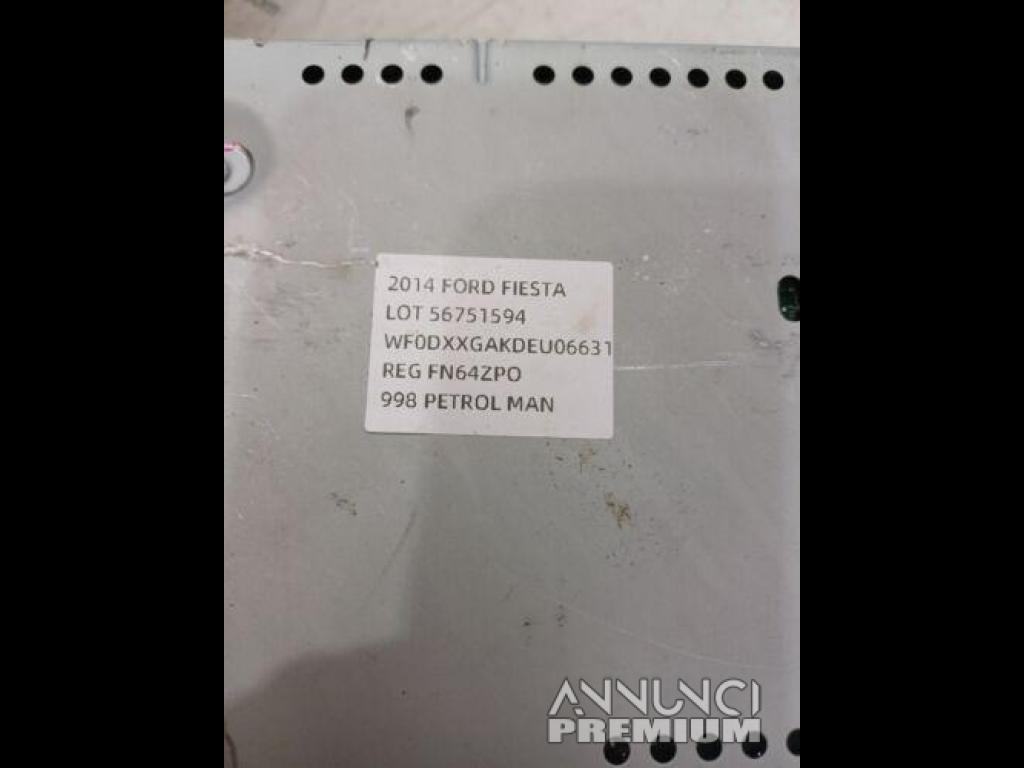 2014 FORD FIESTA
LOT 56751594
WF0DXXGAKDEU06631
REG FN64ZPO
998 PETROL MAN
ANNUNCI
PREMIUM